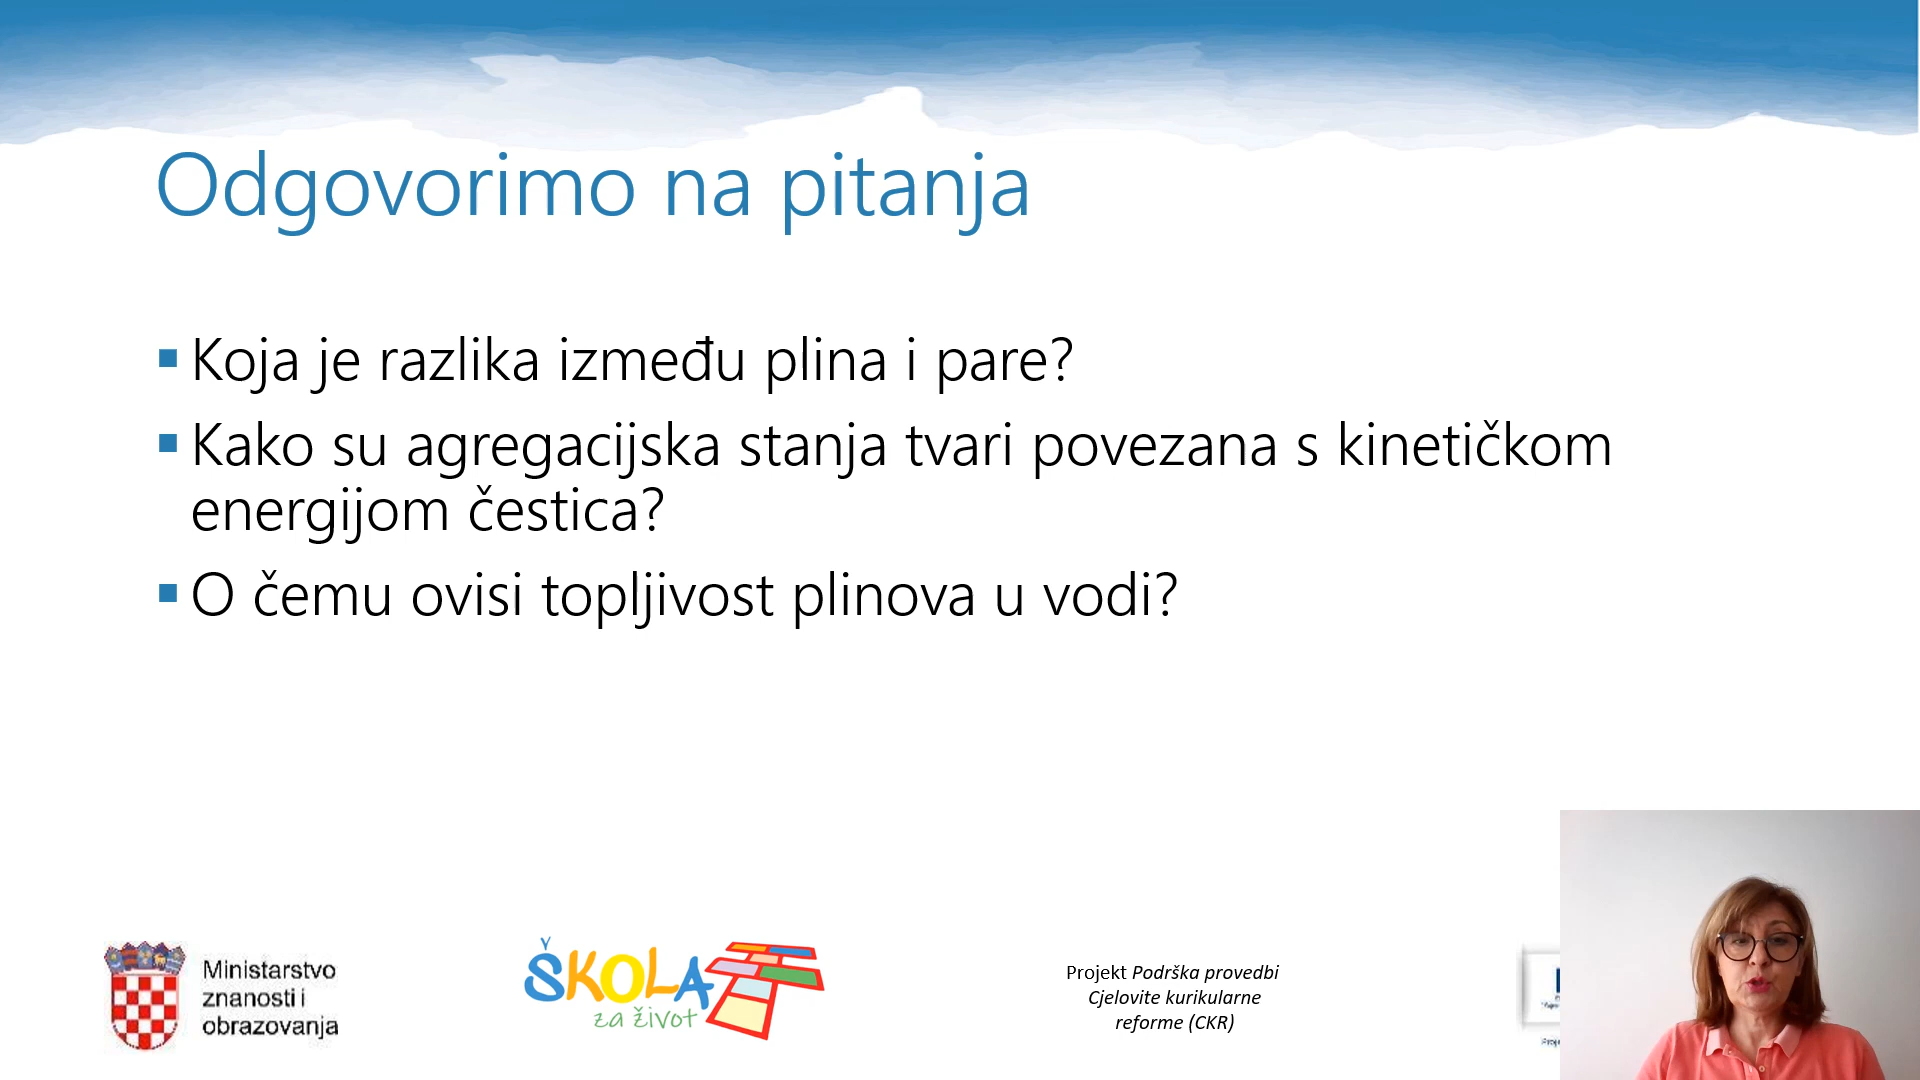 Odgovorimo na pitanja
Koja je razlika između plina i pare?
Kako su agregacijska stanja tvari povezana s kinetičkom
energijom čestica?
O čemu ovisi topljivost plinova u vodi?
Ministarstvo
znanosti i
obrazovanja
ŠKOLA
za život
Projekt Podrška provedbi
Cjelovite kurikularne
reforme (CKR)